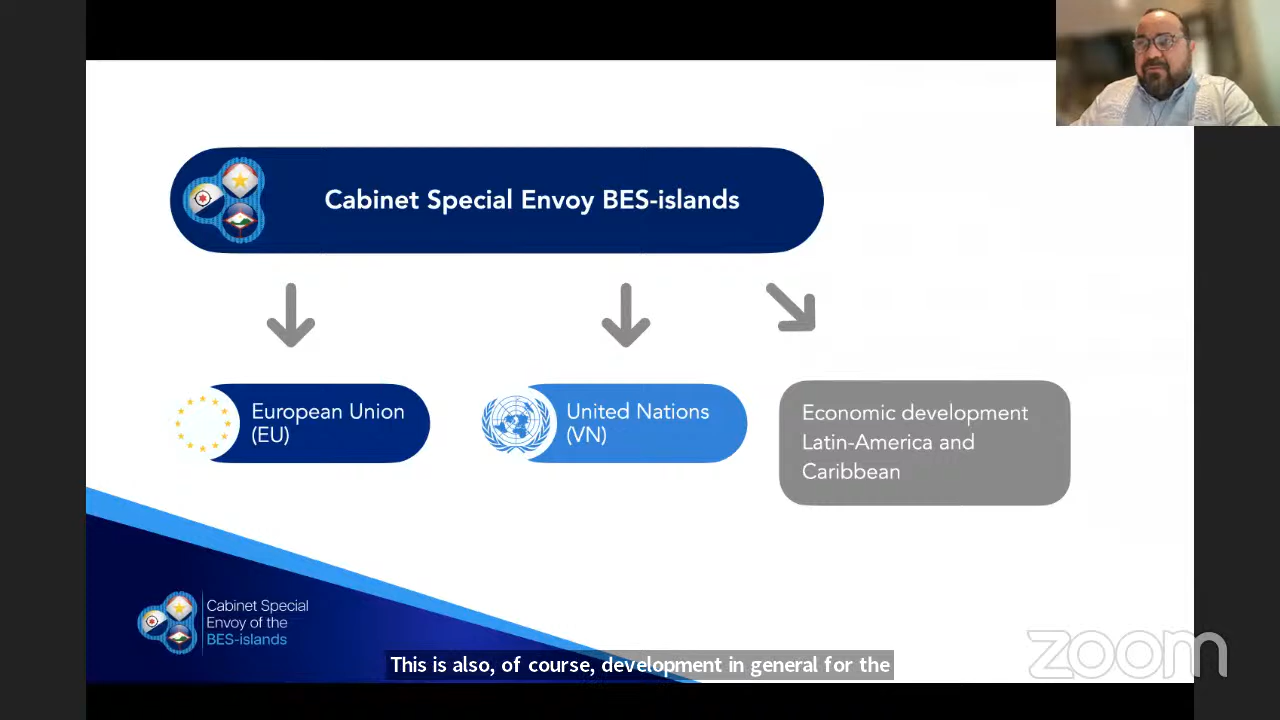 Cabinet Special Envoy BES-islands
European Union
(EU)
United Nations
(VN)
Economic development
Latin-America and
Caribbean
Cabinet Special
Envoy of the
BES-islands
This is also, of course, development in general for the
zoom